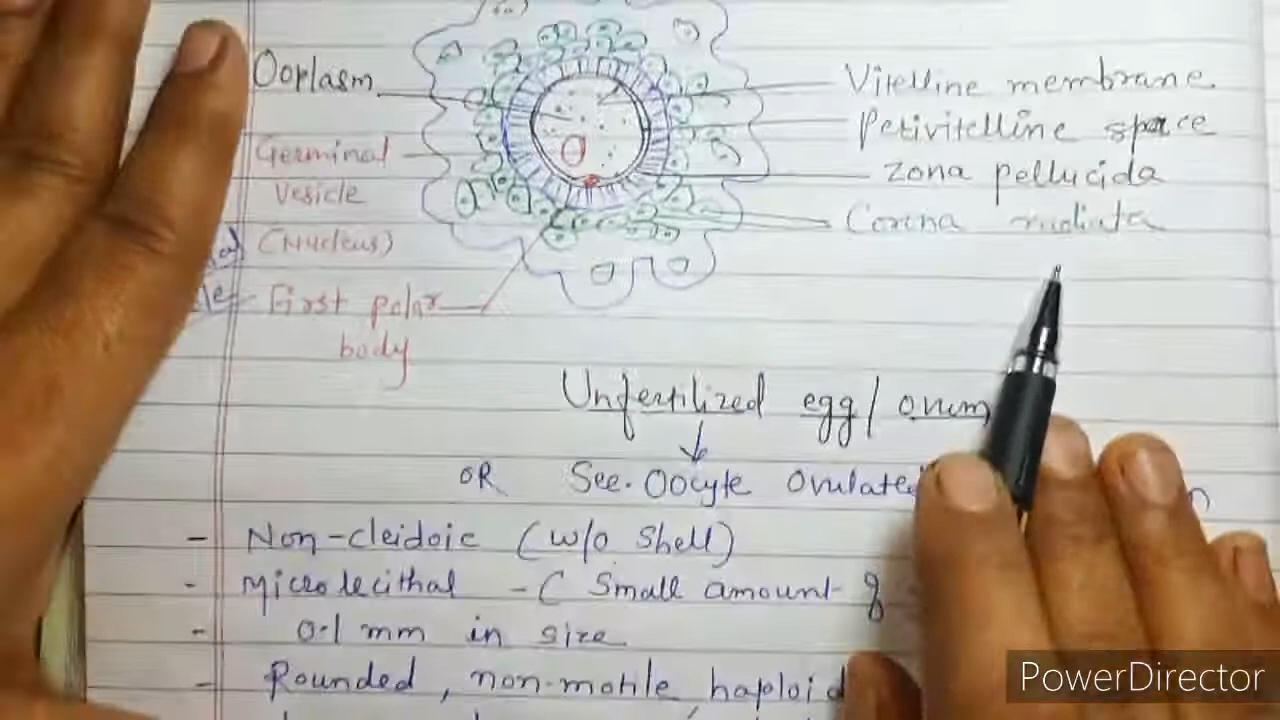 Ooplasm
Germinal
vesicle
(Nucleus)
First polar
body
Vitelline membrane
Perivitelline space
Zona pellucida
Corona radiata
Unfertilized egg/ ovum
OR Sec. Oocyte Ovulated
- Non-cleidoic (w/o shell)
- Microlecithal - ( Small amount of
- 0.1 mm in size
- Rounded, non-motile, haploid
PowerDirector